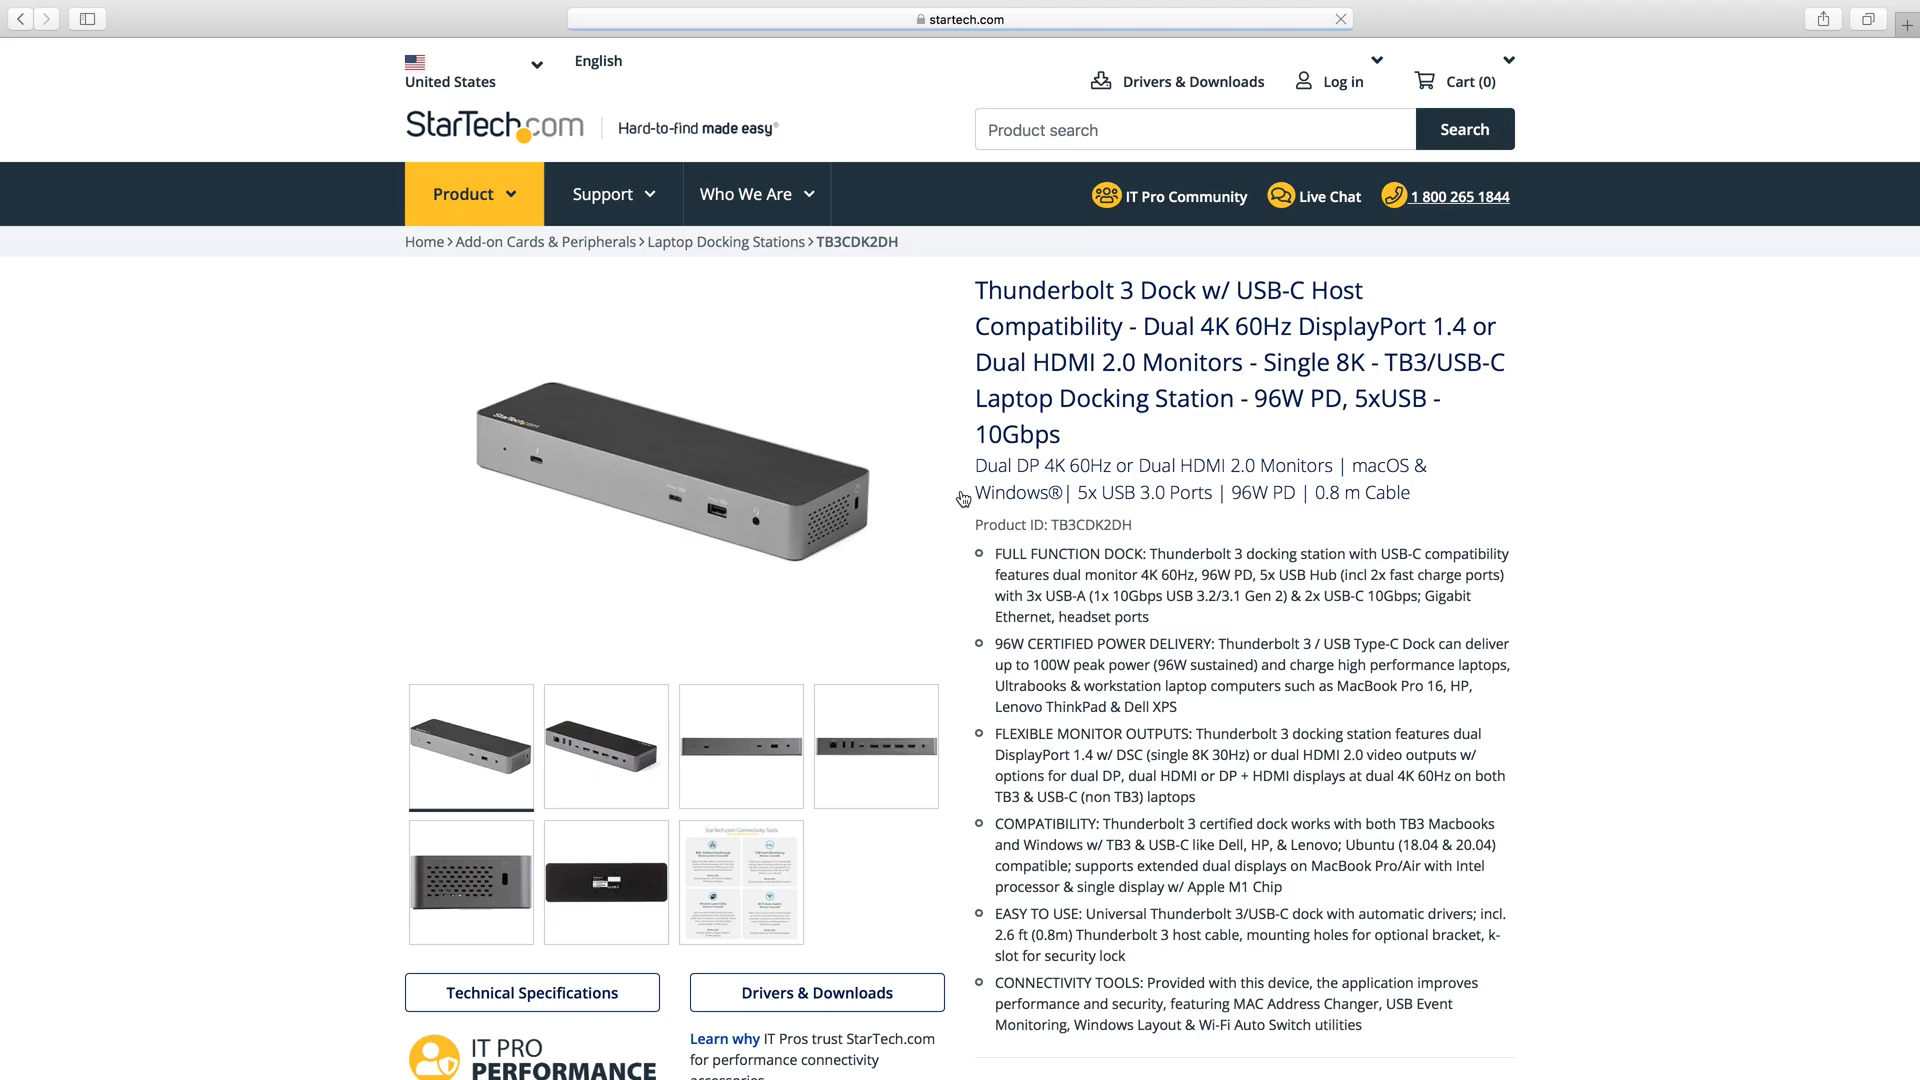 startech.com
English
United States
Drivers & Downloads
Log in
Cart (0)
StarTech.com
Hard-to-find made easy®
Product search
Search
Product
Support
Who We Are
IT Pro Community
Live Chat
1 800 265 1844
Home > Add-on Cards & Peripherals > Laptop Docking Stations > TB3CDK2DH
Thunderbolt 3 Dock w/ USB-C Host
Compatibility - Dual 4K 60Hz DisplayPort 1.4 or
Dual HDMI 2.0 Monitors - Single 8K - TB3/USB-C
Laptop Docking Station - 96W PD, 5xUSB -
10Gbps
Dual DP 4K 60Hz or Dual HDMI 2.0 Monitors | macOS &
Windows®| 5x USB 3.0 Ports | 96W PD | 0.8 m Cable
Product ID: TB3CDK2DH
FULL FUNCTION DOCK: Thunderbolt 3 docking station with USB-C compatibility
features dual monitor 4K 60Hz, 96W PD, 5x USB Hub (incl 2x fast charge ports)
with 3x USB-A (1x 10Gbps USB 3.2/3.1 Gen 2) & 2x USB-C 10Gbps; Gigabit
Ethernet, headset ports
96W CERTIFIED POWER DELIVERY: Thunderbolt 3 / USB Type-C Dock can deliver
up to 100W peak power (96W sustained) and charge high performance laptops,
Ultrabooks & workstation laptop computers such as MacBook Pro 16, HP,
Lenovo ThinkPad & Dell XPS
FLEXIBLE MONITOR OUTPUTS: Thunderbolt 3 docking station features dual
DisplayPort 1.4 w/ DSC (single 8K 30Hz) or dual HDMI 2.0 video outputs w/
options for dual DP, dual HDMI or DP + HDMI displays at dual 4K 60Hz on both
TB3 & USB-C (non TB3) laptops
COMPATIBILITY: Thunderbolt 3 certified dock works with both TB3 Macbooks
and Windows w/ TB3 & USB-C like Dell, HP, & Lenovo; Ubuntu (18.04 & 20.04)
compatible; supports extended dual displays on MacBook Pro/Air with Intel
processor & single display w/ Apple M1 Chip
EASY TO USE: Universal Thunderbolt 3/USB-C dock with automatic drivers; incl.
2.6 ft (0.8m) Thunderbolt 3 host cable, mounting holes for optional bracket, k-
slot for security lock
CONNECTIVITY TOOLS: Provided with this device, the application improves
performance and security, featuring MAC Address Changer, USB Event
Monitoring, Windows Layout & Wi-Fi Auto Switch utilities
StarTech.com
StarTech.com Connectivity Tools
Technical Specifications
Drivers & Downloads
IT PRO
PERFORMANCE
Learn why IT Pros trust StarTech.com
for performance connectivity